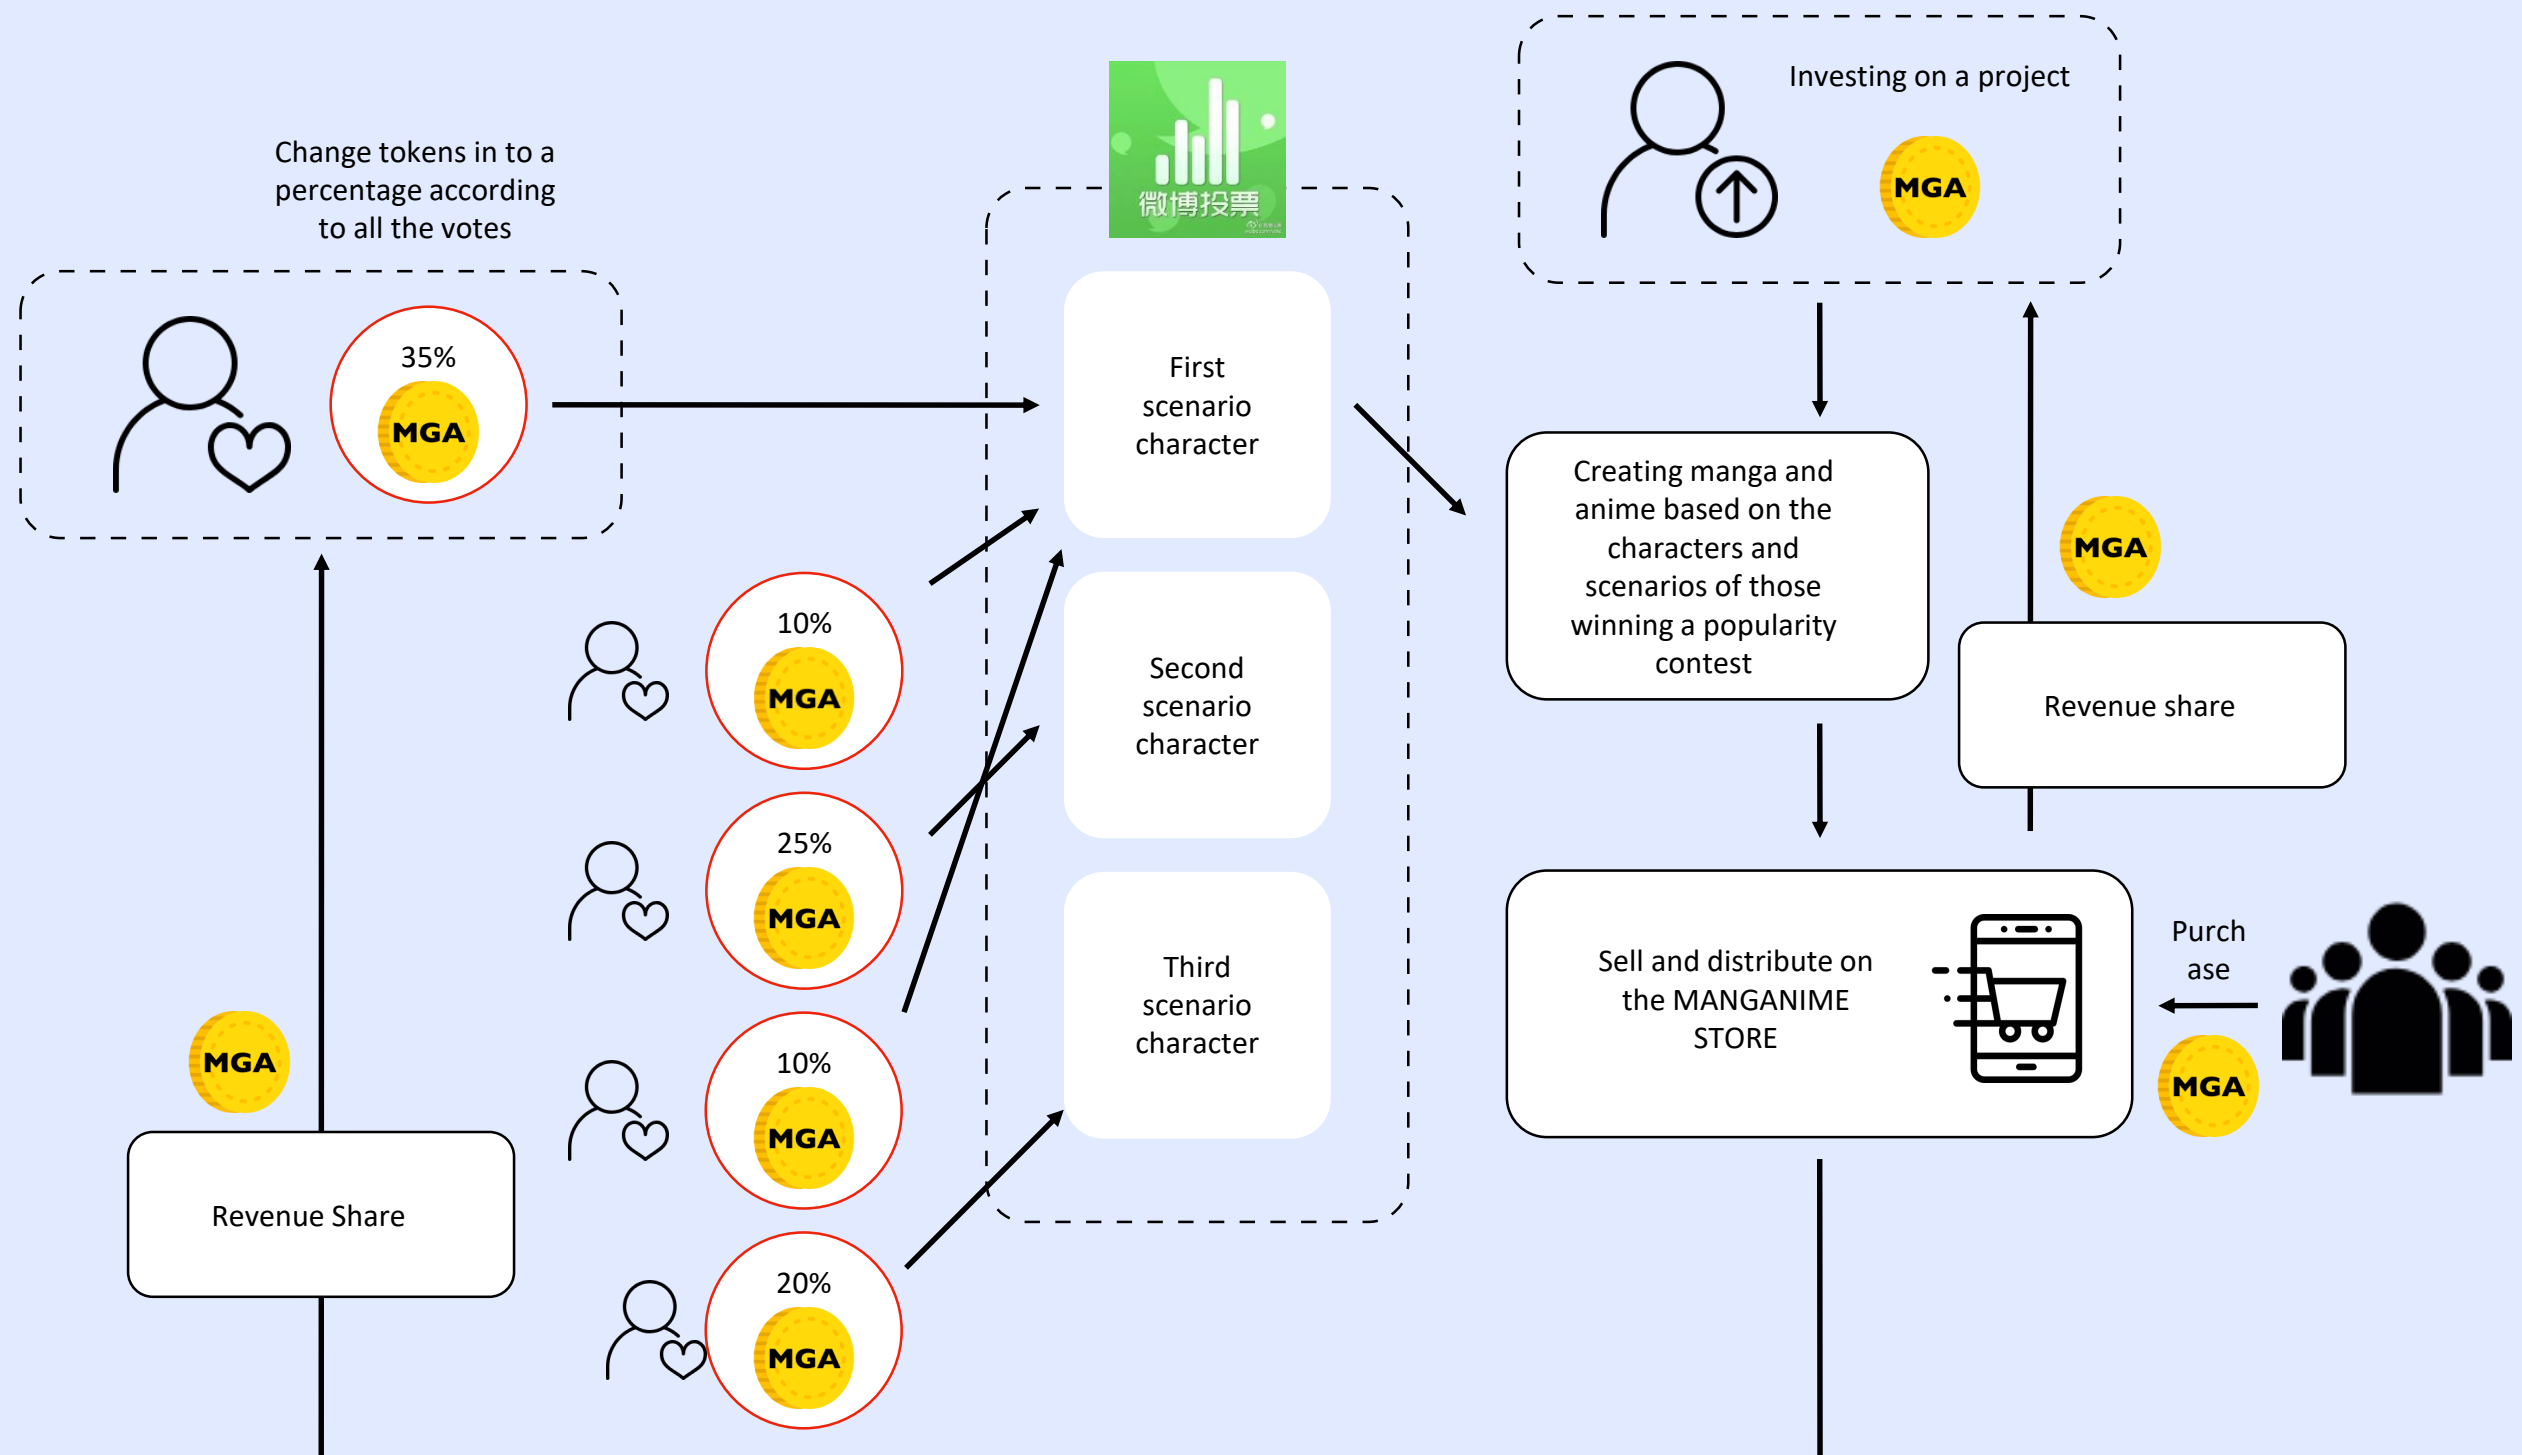 Change tokens in to a
percentage according
to all the votes
35%
MGA
10%
MGA
25%
MGA
10%
MGA
20%
MGA
MGA
Revenue Share
微博投票
First
scenario
character
Second
scenario
character
Third
scenario
character
Investing on a project
MGA
Creating manga and
anime based on the
characters and
scenarios of those
winning a popularity
contest
MGA
Revenue share
Sell and distribute on
the MANGANIME
STORE
Purch
ase
MGA